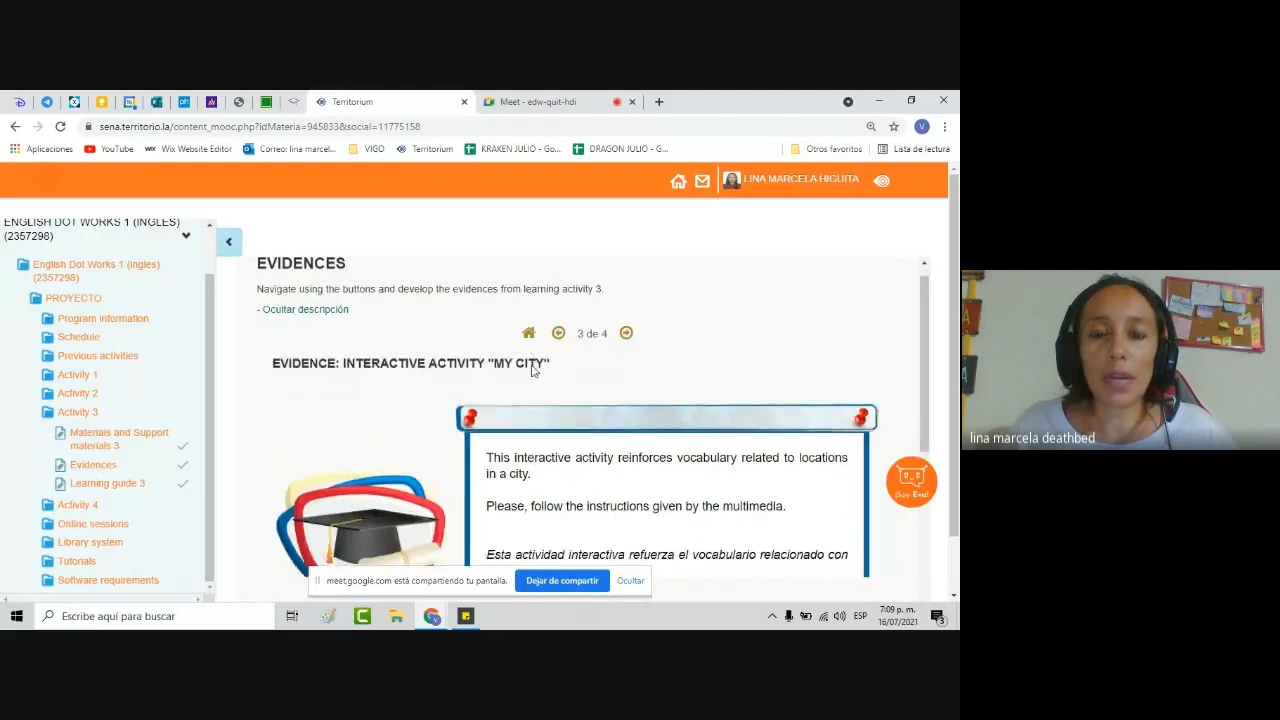 Territorium
Meet - edw-quit-hdi
sena.territorio.la/content_mooc.php?idMateria=945833&social=11775158
V
Aplicaciones
YouTube
WIX Wix Website Editor
Correo: lina marcel...
VIGO
Territorium
KRAKEN JULIO - Go...
DRAGON JULIO - G...
Otros favoritos
Lista de lectura
LINA MARCELA HIGUITA
ENGLISH DOT WORKS 1 (INGLES)
(2357298)
English Dot Works 1 (ingles)
(2357298)
PROYECTO
Program information
Schedule
Previous activities
Activity 1
Activity 2
Activity 3
Materials and Support
materials 3
Evidences
Learning guide 3
Activity 4
Online sessions
Library system
Tutorials
Software requirements
EVIDENCES
Navigate using the buttons and develop the evidences from learning activity 3.
- Ocultar descripción
3 de 4
EVIDENCE: INTERACTIVE ACTIVITY "MY CITY"
This interactive activity reinforces vocabulary related to locations
in a city.
Please, follow the instructions given by the multimedia.
Esta actividad interactiva refuerza el vocabulario relacionado con
¡Soy Eva!
meet.google.com está compartiendo tu pantalla.
Dejar de compartir
Ocultar
Escribe aquí para buscar
ESP
7:09 p. m.
16/07/2021
3
lina marcela deathbed